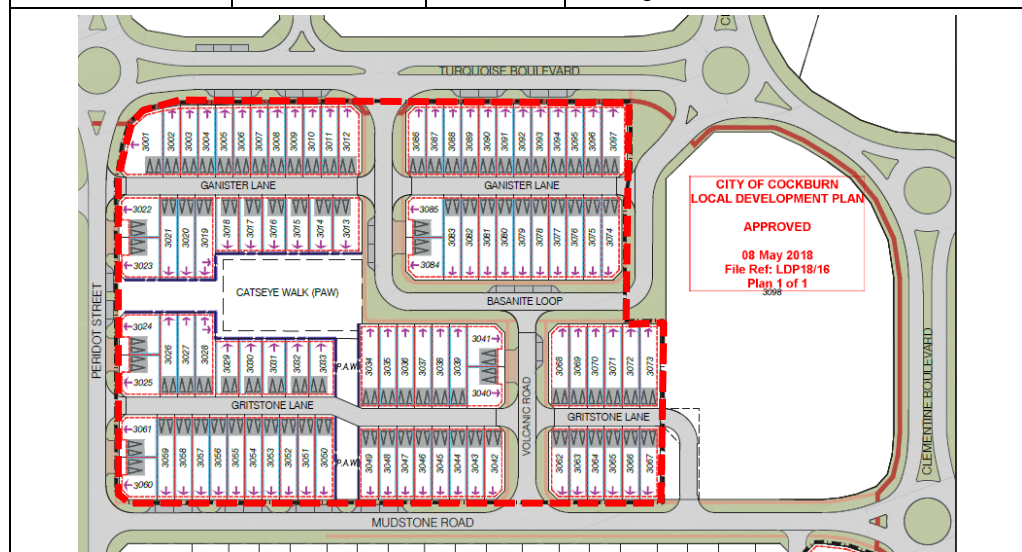 TURQUOISE BOULEVARD
3001 3002 3003 3004 3005 3006 3007 3008 3009 3010 3011 3012
3086 3087 3088 3089 3090 3091 3092 3093 3094 3095 3096 3097
GANISTER LANE
GANISTER LANE
CITY OF COCKBURN
LOCAL DEVELOPMENT PLAN
APPROVED
08 May 2018
File Ref: LDP18/16
Plan 1 of 1
3098
3022
3021 3020 3019 3018 3017 3016 3015 3014 3013
3023
3085
3083 3082 3081 3080 3079 3078 3077 3076 3075 3074
3084
CATSEYE WALK (PAW)
BASANITE LOOP
PERIDOT STREET
3024
3026 3027 3028 3029 3030 3031 3032 3033
3025
P.A.W
3034 3035 3036 3037 3038 3039
3041
3040
3068 3069 3070 3071 3072 3073
VOLCANIC ROAD
CLEMENTINE BOULEVARD
GRITSTONE LANE
GRITSTONE LANE
3061
3059 3058 3057 3056 3055 3054 3053 3052 3051 3050
3060
P.A.W
3049 3048 3047 3046 3045 3044 3043 3042
3062 3063 3064 3065 3066 3067
MUDSTONE ROAD